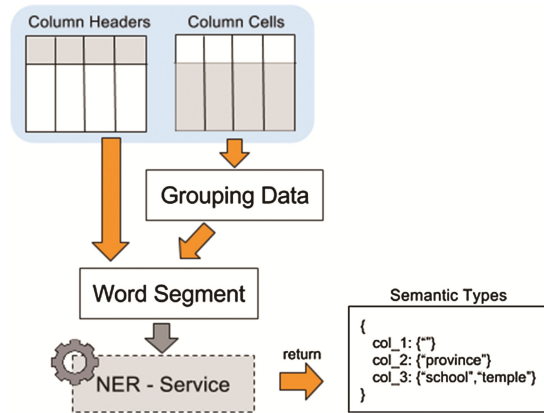 Column Headers
Column Cells
Grouping Data
Word Segment
NER - Service
return
Semantic Types
{
col_1: {“”}
col_2: {“province”}
col_3: {“school”,“temple”}
}